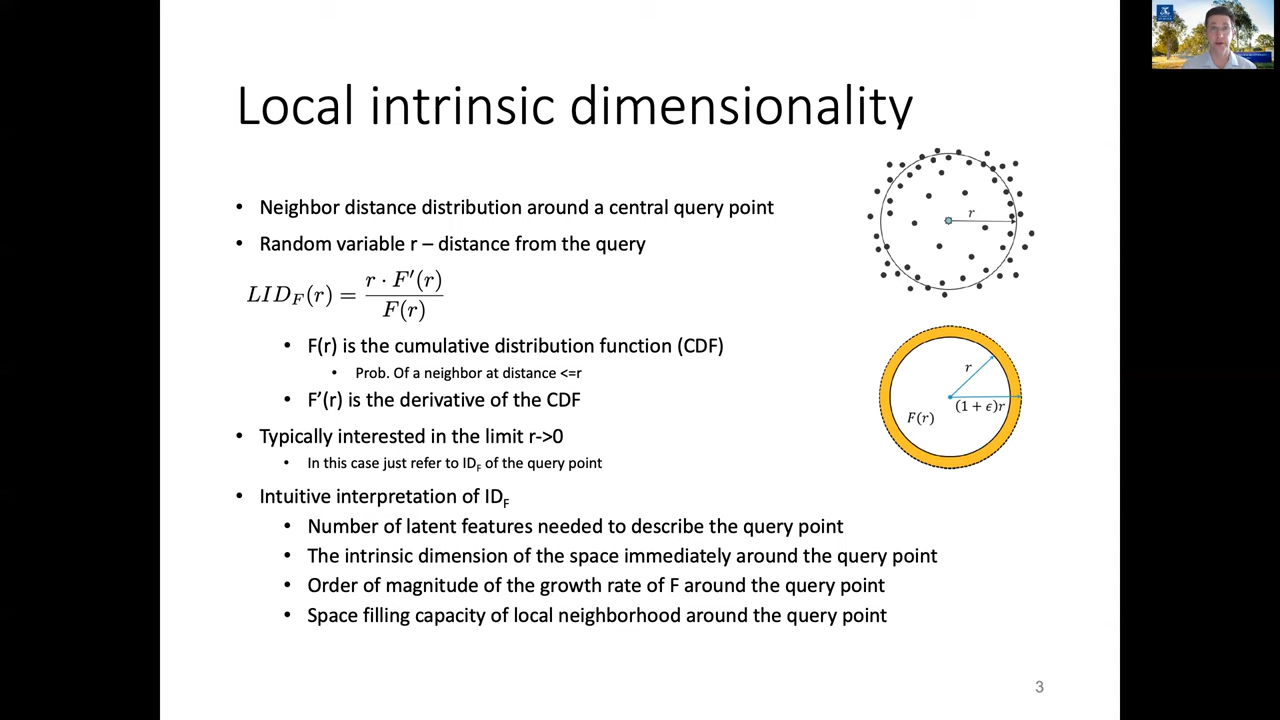 Local intrinsic dimensionality
• Neighbor distance distribution around a central query point
• Random variable r – distance from the query
LID_F(r) = r · F′(r) / F(r)
• F(r) is the cumulative distribution function (CDF)
• Prob. Of a neighbor at distance <=r
• F’(r) is the derivative of the CDF
• Typically interested in the limit r->0
• In this case just refer to ID_F of the query point
• Intuitive interpretation of ID_F
• Number of latent features needed to describe the query point
• The intrinsic dimension of the space immediately around the query point
• Order of magnitude of the growth rate of F around the query point
• Space filling capacity of local neighborhood around the query point
r
r
(1 + ϵ)r
F(r)
3